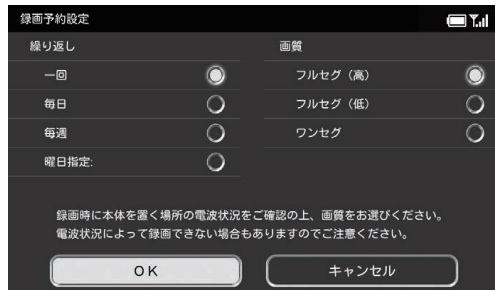 録画予約設定
繰り返し
画質
一回
フルセグ（高）
毎日
フルセグ（低）
毎週
ワンセグ
曜日指定:
録画時に本体を置く場所の電波状況をご確認の上、画質をお選びください。
電波状況によって録画できない場合もありますのでご注意ください。
OK
キャンセル